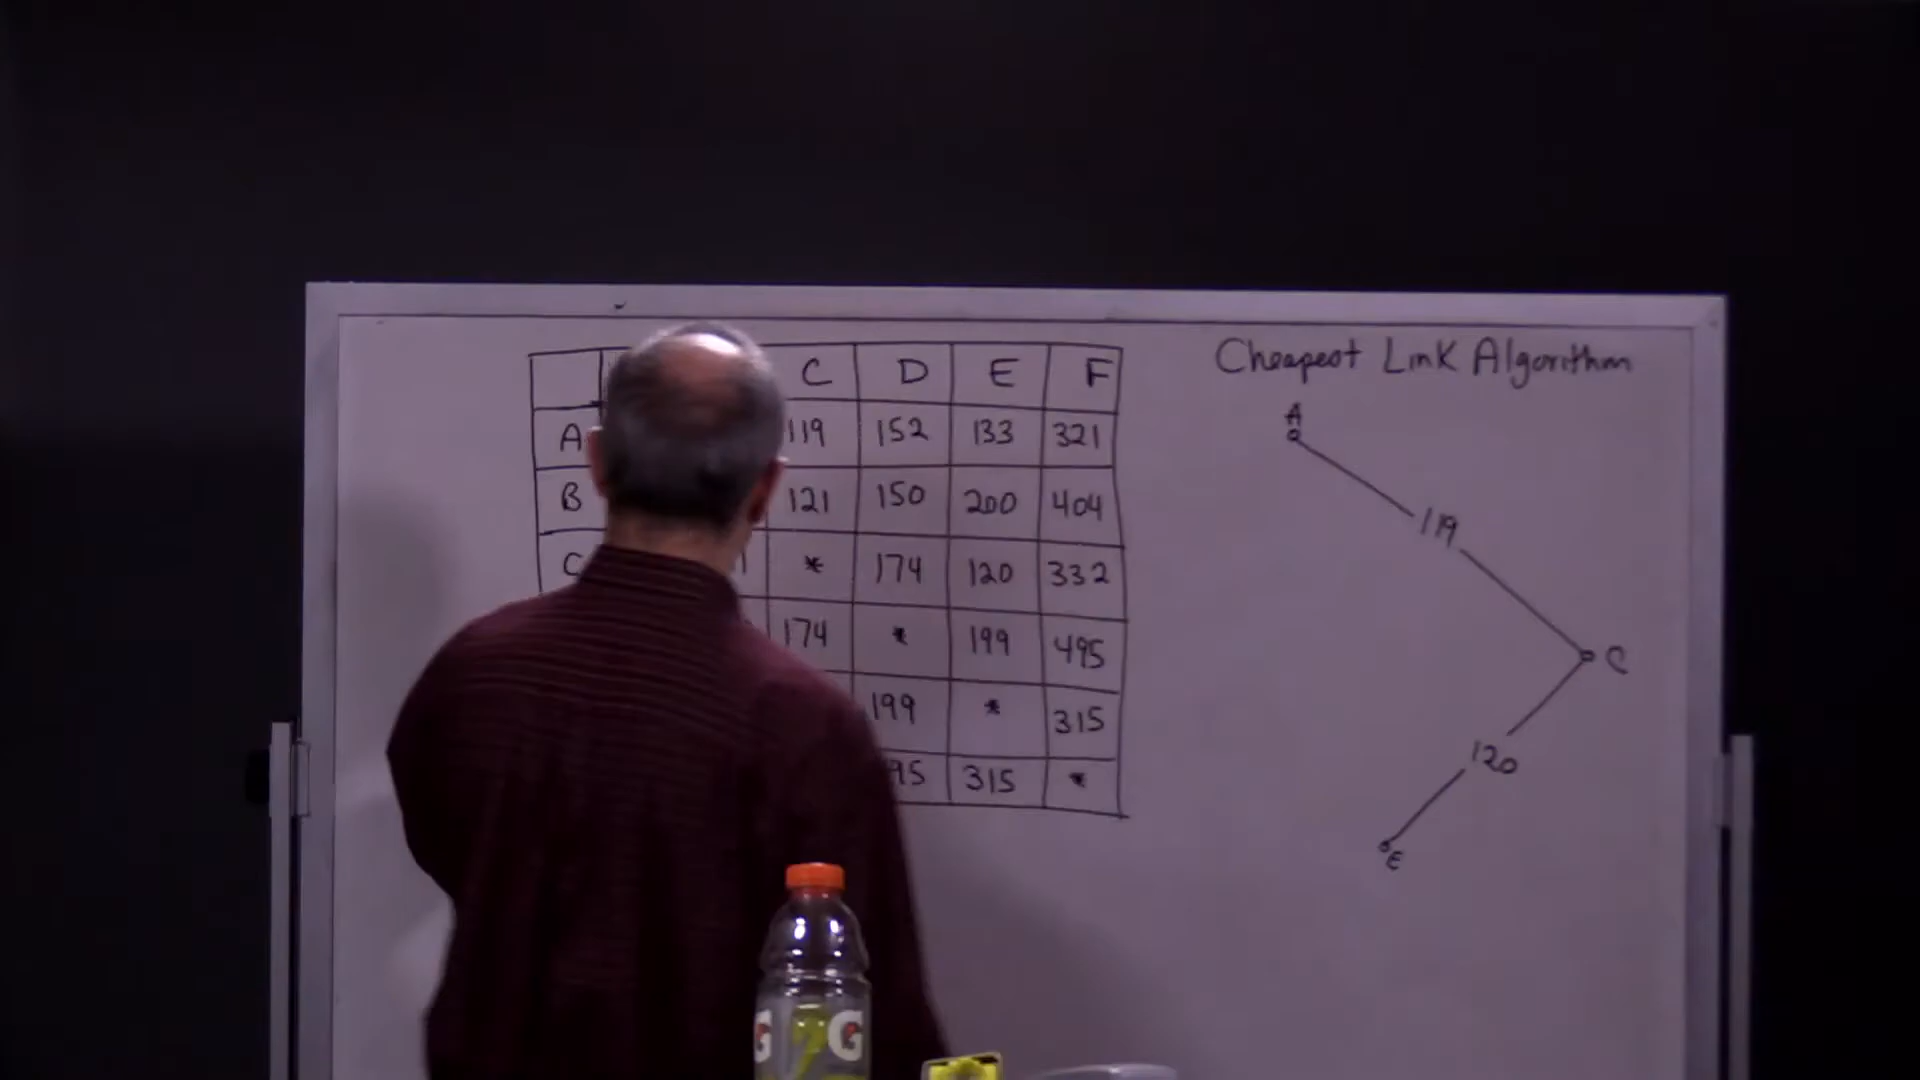 C D E F
A 119 152 133 321
B 121 150 200 404
C * 174 120 332
174 * 199 495
199 * 315
95 315 *
Cheapest Link Algorithm
A
119
C
120
E
G G